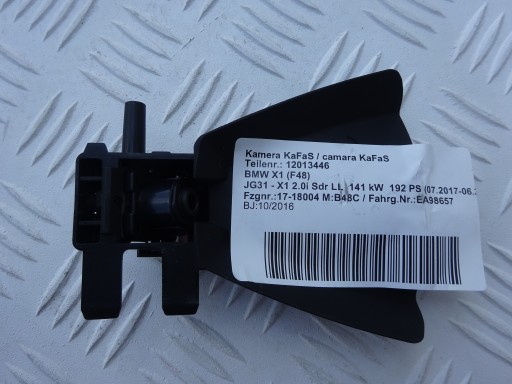 Kamera KaFaS / camara KaFaS
Teilenr.: 12013446
BMW X1 (F48)
JG31 - X1 2.0i Sdr LL 141 kW 192 PS (07.2017-06.
Fzgnr.:17-18004 M:B48C / Fahrg.Nr.:EA98657
BJ:10/2016